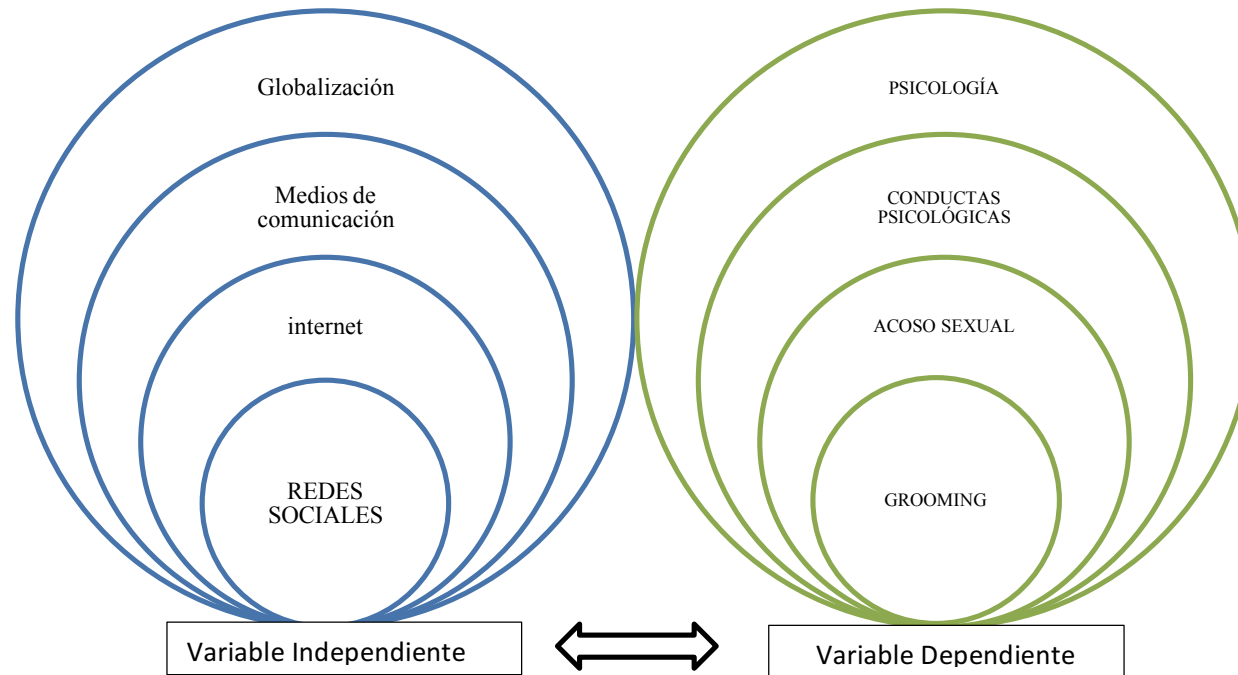 Globalización
Medios de
comunicación
internet
REDES
SOCIALES
Variable Independiente
PSICOLOGÍA
CONDUCTAS
PSICOLÓGICAS
ACOSO SEXUAL
GROOMING
Variable Dependiente